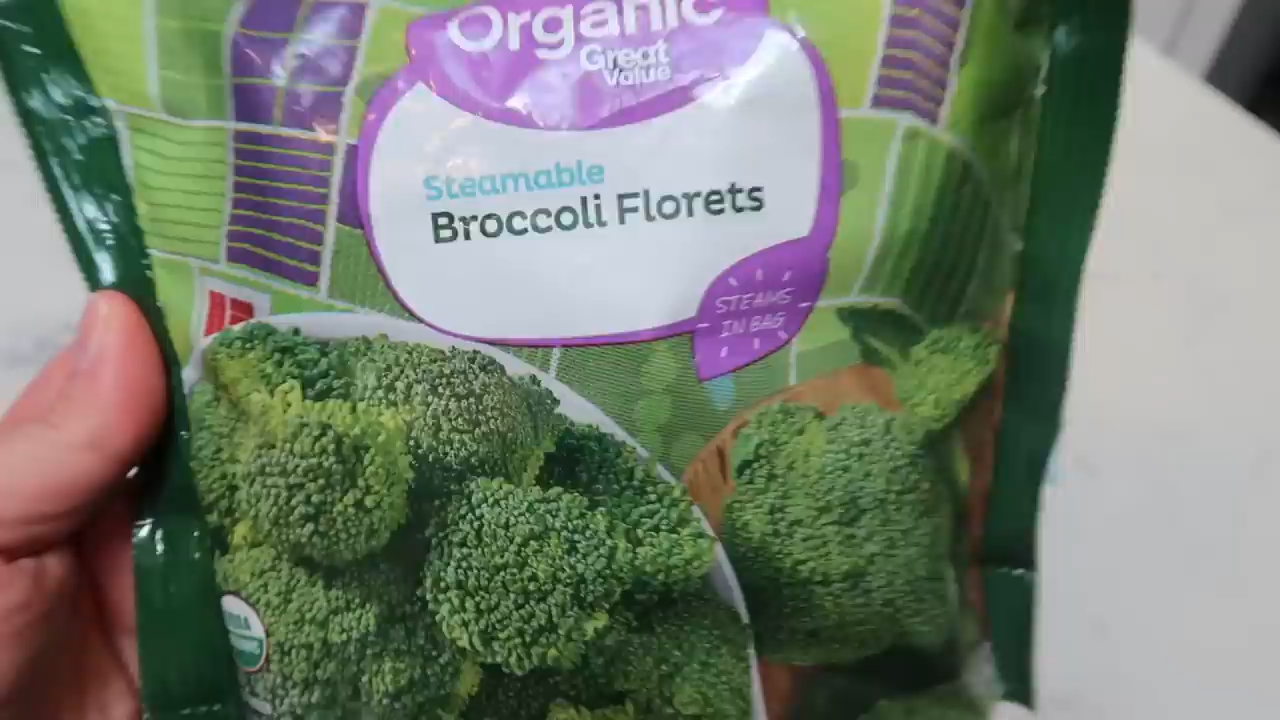 Organic
Great
Value
Steamable
Broccoli Florets
STEAMS
IN BAG